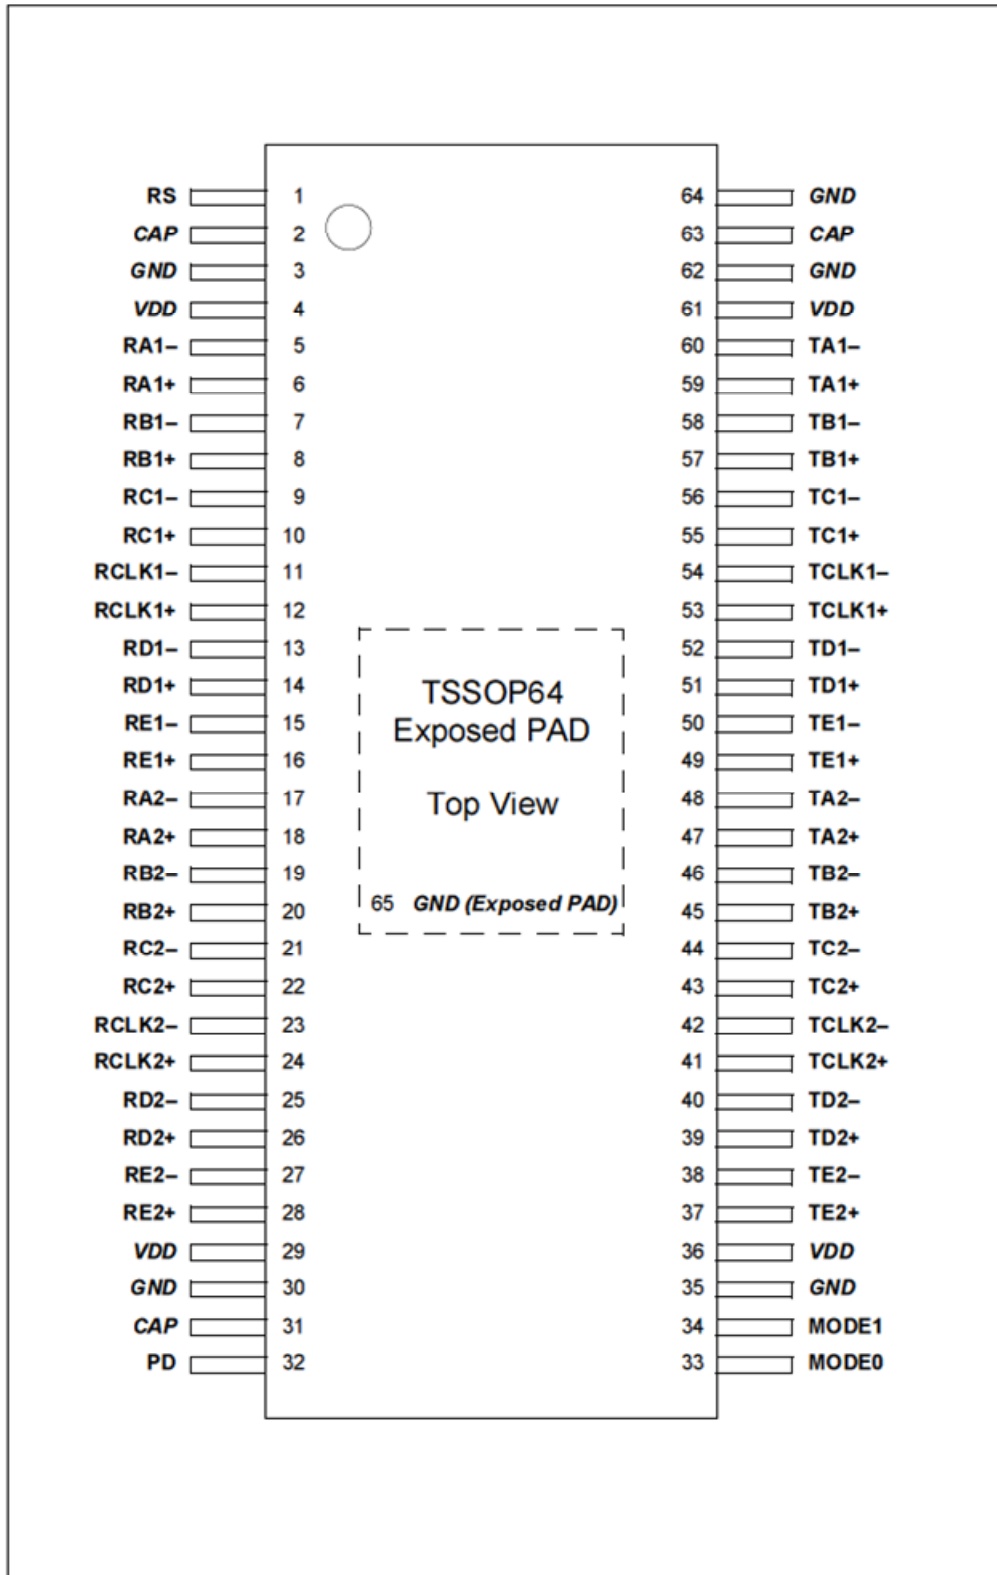 RS 1 64 GND
CAP 2 63 CAP
GND 3 62 GND
VDD 4 61 VDD
RA1– 5 60 TA1–
RA1+ 6 59 TA1+
RB1– 7 58 TB1–
RB1+ 8 57 TB1+
RC1– 9 56 TC1–
RC1+ 10 55 TC1+
RCLK1– 11 54 TCLK1–
RCLK1+ 12 53 TCLK1+
RD1– 13 52 TD1–
RD1+ 14 51 TD1+
RE1– 15 50 TE1–
RE1+ 16 49 TE1+
RA2– 17 48 TA2–
RA2+ 18 47 TA2+
RB2– 19 46 TB2–
RB2+ 20 45 TB2+
RC2– 21 44 TC2–
RC2+ 22 43 TC2+
RCLK2– 23 42 TCLK2–
RCLK2+ 24 41 TCLK2+
RD2– 25 40 TD2–
RD2+ 26 39 TD2+
RE2– 27 38 TE2–
RE2+ 28 37 TE2+
VDD 29 36 VDD
GND 30 35 GND
CAP 31 34 MODE1
PD 32 33 MODE0
TSSOP64
Exposed PAD
Top View
65 GND (Exposed PAD)